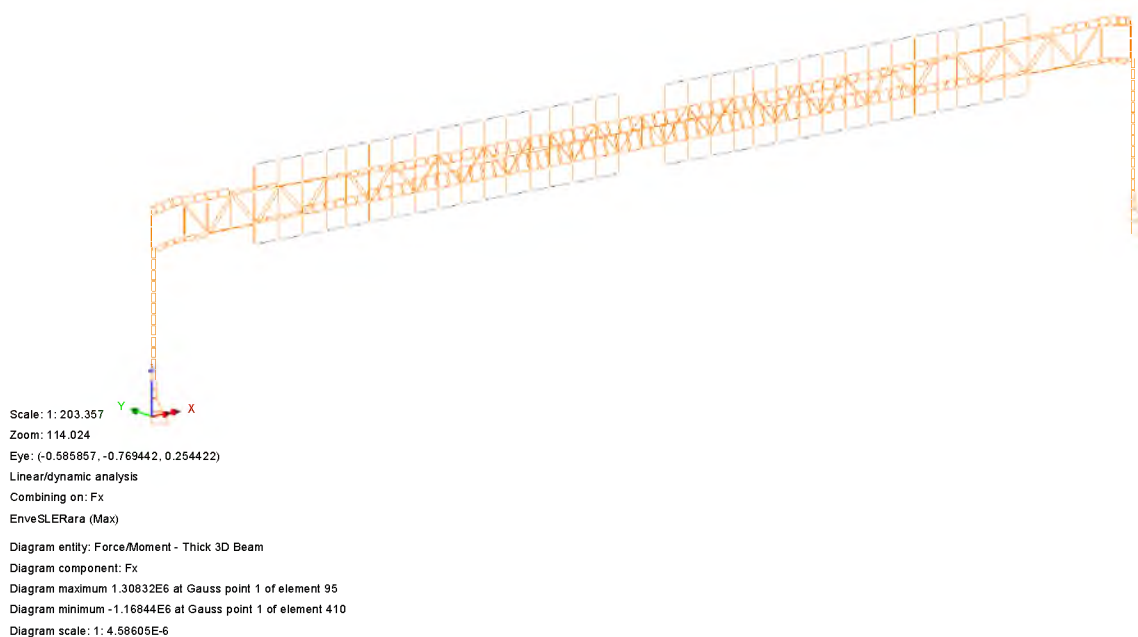 Scale: 1: 203.357
Y
X
Zoom: 114.024
Eye: (-0.585857, -0.769442, 0.254422)
Linear/dynamic analysis
Combining on: Fx
EnveSLERara (Max)
Diagram entity: Force/Moment - Thick 3D Beam
Diagram component: Fx
Diagram maximum 1.30832E6 at Gauss point 1 of element 95
Diagram minimum -1.16844E6 at Gauss point 1 of element 410
Diagram scale: 1: 4.58605E-6